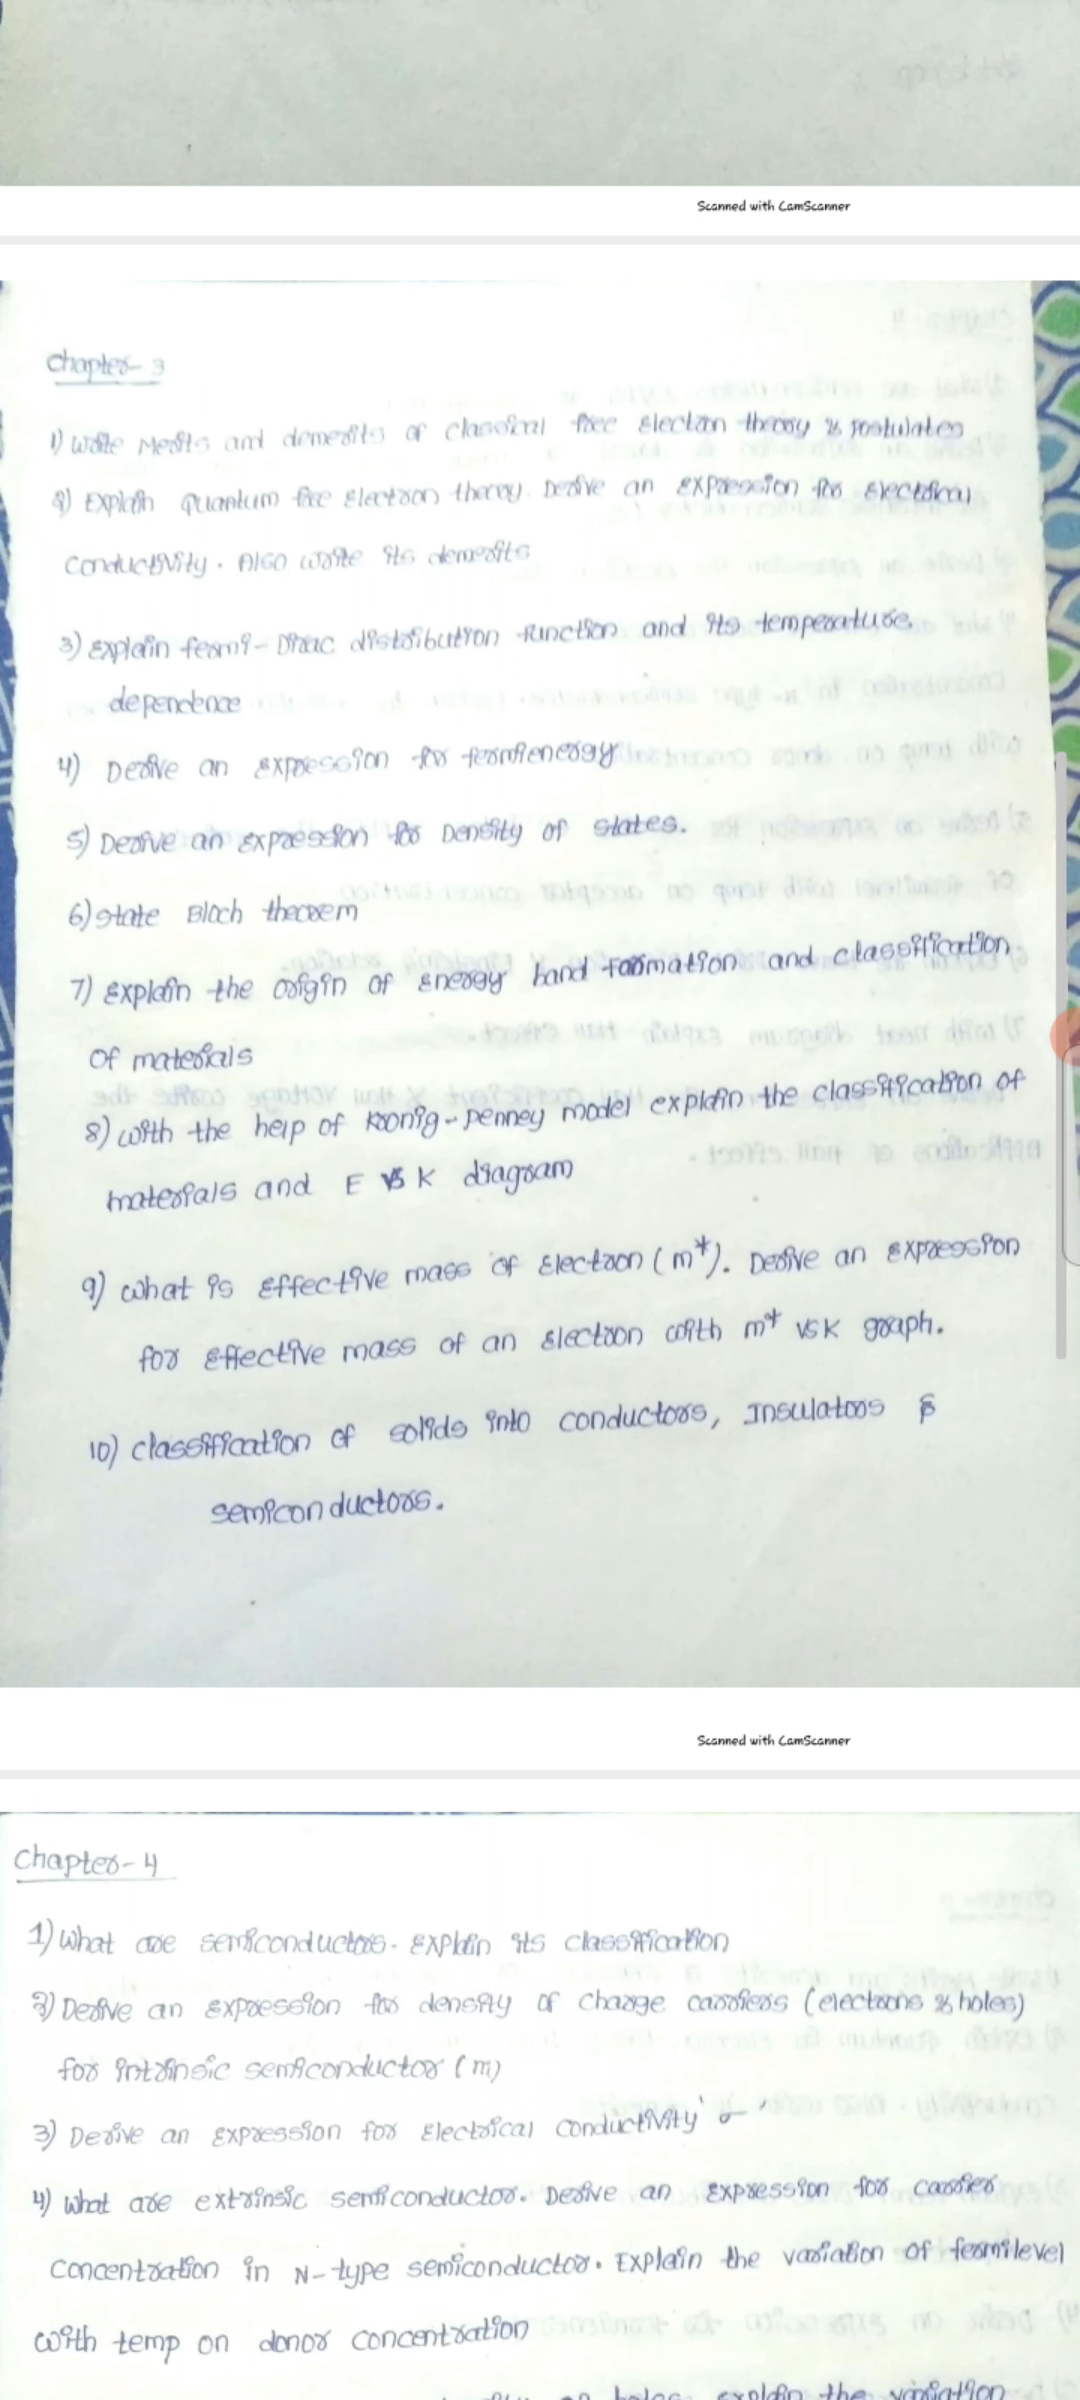 Scanned with CamScanner
Chapter-3
1) Write Merits and demerits of classical free Electron theory & postulates
2) Explain Quantum free Electron theory. Derive an expression for Electrical
conductivity. Also write its demerits
3) Explain fermi-Dirac distribution function and its temperature
dependence
4) Derive an expression for fermienergy
5) Derive an expression for Density of states.
6) state Bloch theorem
7) Explain the origin of Energy band formation and classification
of materials
8) with the help of Kronig-penney model explain the classification of
materials and E vs K diagram
9) what is Effective mass of Electron (m*). Derive an expression
for Effective mass of an Electron with m* vs K graph.
10) classification of solids into conductors, Insulators &
semiconductors.
Scanned with CamScanner
Chapter-4
1) What are semiconductors. Explain its classification
2) Derive an expression for density of charge carriers (electrons & holes)
for intrinsic semiconductor (m)
3) Derive an Expression for Electrical conductivity 'σ'
4) what are extrinsic semiconductor. Derive an Expression for carrier
concentration in N-type semiconductor. Explain the variation of fermilevel
with temp on donor concentration
holes explain the variation